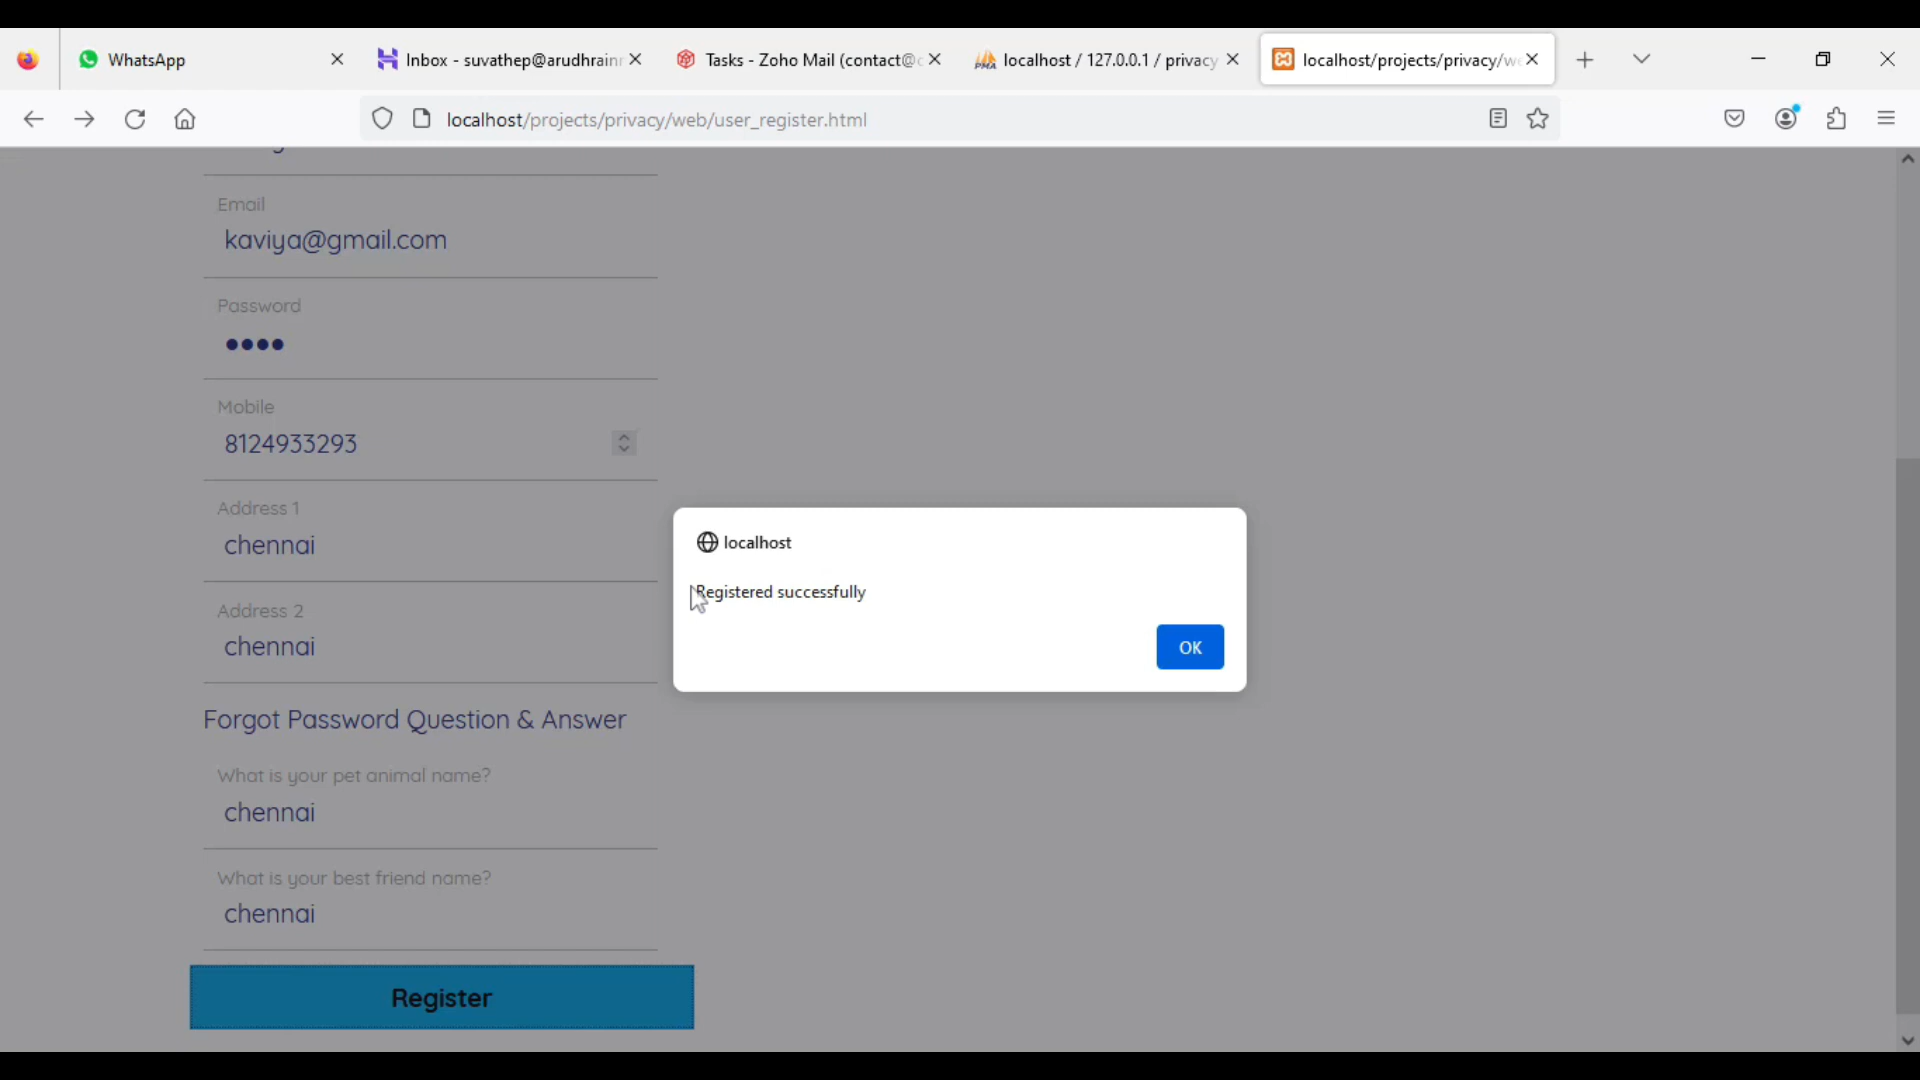 WhatsApp
Inbox - suvathep@arudhrainn
Tasks - Zoho Mail (contact@c
localhost / 127.0.0.1 / privacy
localhost/projects/privacy/we
localhost/projects/privacy/web/user_register.html
Email
kaviya@gmail.com
Password
Mobile
8124933293
Address 1
chennai
Address 2
chennai
Forgot Password Question & Answer
What is your pet animal name?
chennai
What is your best friend name?
chennai
Register
localhost
Registered successfully
OK